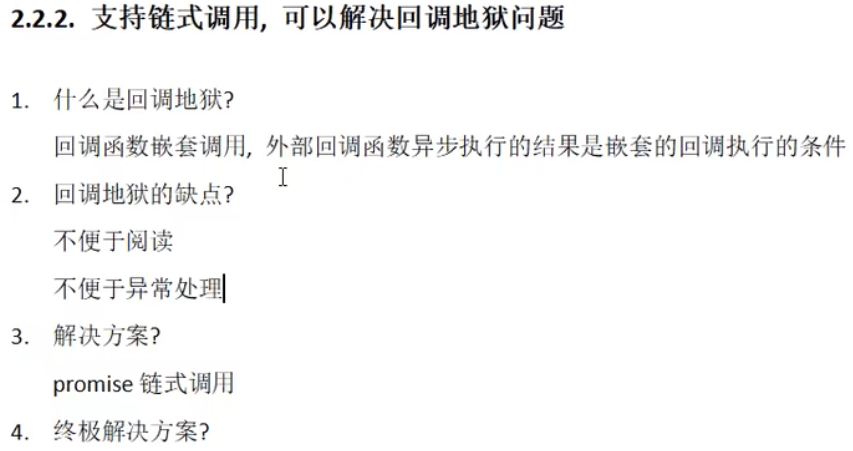 2.2.2. 支持链式调用, 可以解决回调地狱问题
1. 什么是回调地狱?
回调函数嵌套调用, 外部回调函数异步执行的结果是嵌套的回调执行的条件
2. 回调地狱的缺点?
不便于阅读
不便于异常处理
3. 解决方案?
promise 链式调用
4. 终极解决方案?